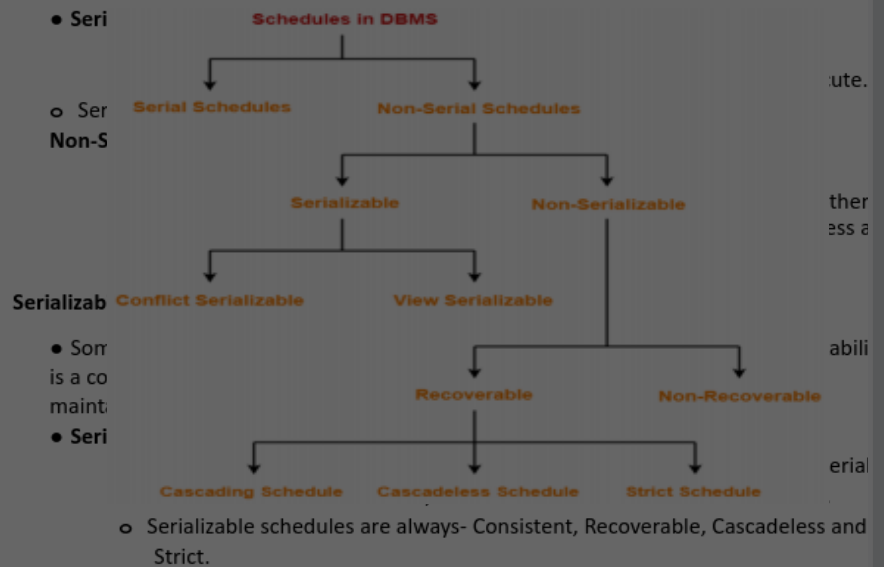 ● Seri
Schedules in DBMS
cute.
Serial Schedules
Non-Serial Schedules
o Ser
Non-S
Serializable
Non-Serializable
ther
ess a
Serializab
Conflict Serializable
View Serializable
● Som
abili
is a co
Recoverable
Non-Recoverable
mainta
● Seri
erial
Cascading Schedule
Cascadeless Schedule
Strict Schedule
o Serializable schedules are always- Consistent, Recoverable, Cascadeless and
Strict.